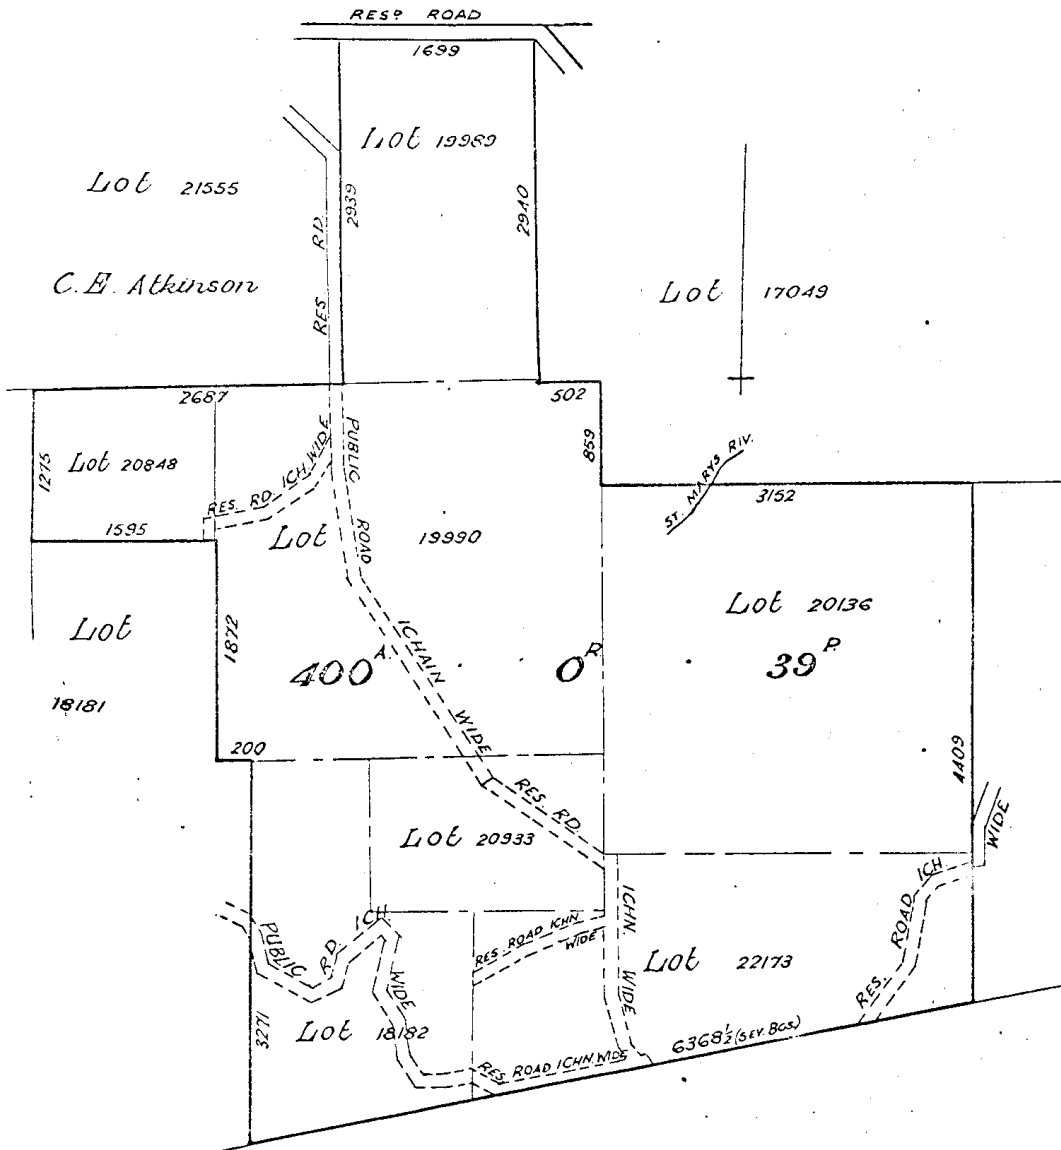 RESD ROAD
1699
Lot 19989
Lot 21555
2939
2940
RES RD.
C.E. Atkinson
Lot 17049
2687
502
PUBLIC ROAD
859
1275
Lot 20848
RES. RD. 1CH. WIDE
ST. MARYS RIV.
3152
1595
Lot 19990
Lot 20136
Lot
18181
1872
1CHAIN WIDE
400A. 0R. 39P.
200
4409
RES. RD.
WIDE
Lot 20933
1CH
1CH.
PUBLIC RD.
WIDE
RES ROAD 1CHN
WIDE
1CHN WIDE
RES. ROAD
Lot 22173
3271
Lot 18182
6368½ (SEV. BGS.)
RES. ROAD 1CHN. WIDE